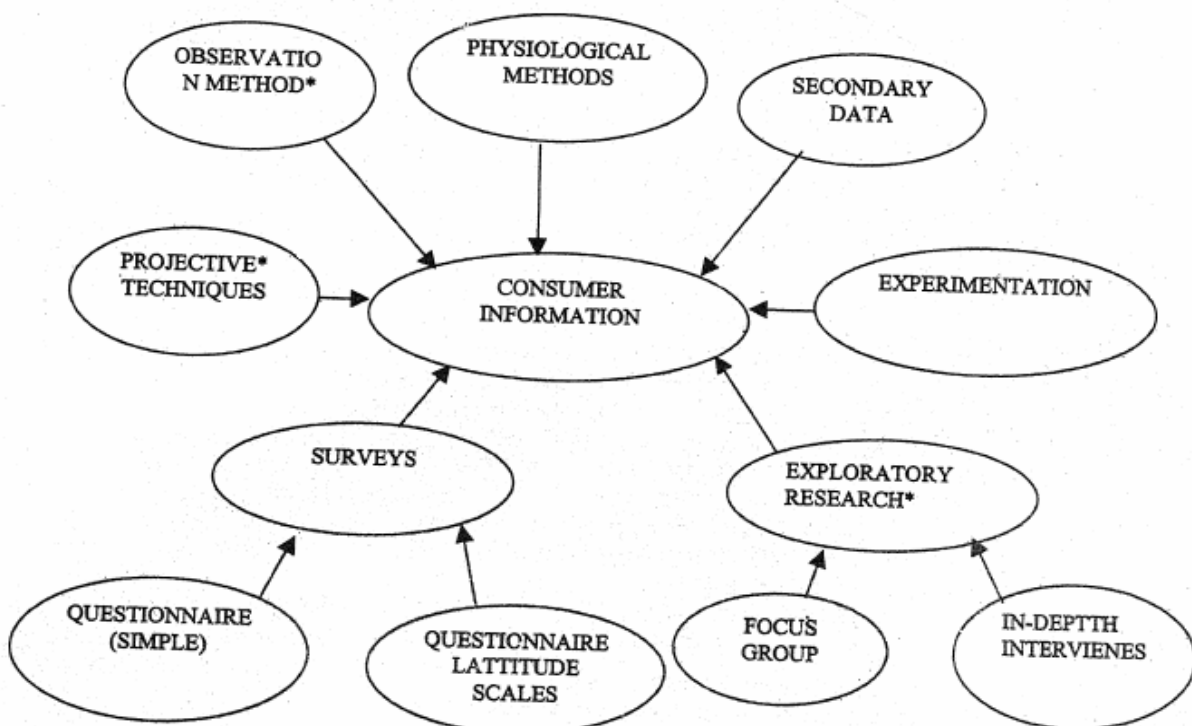 OBSERVATIO
N METHOD*
PHYSIOLOGICAL
METHODS
SECONDARY
DATA
PROJECTIVE*
TECHNIQUES
CONSUMER
INFORMATION
EXPERIMENTATION
SURVEYS
EXPLORATORY
RESEARCH*
QUESTIONNAIRE
(SIMPLE)
QUESTIONNAIRE
LATTITUDE
SCALES
FOCUS
GROUP
IN-DEPTTH
INTERVIENES